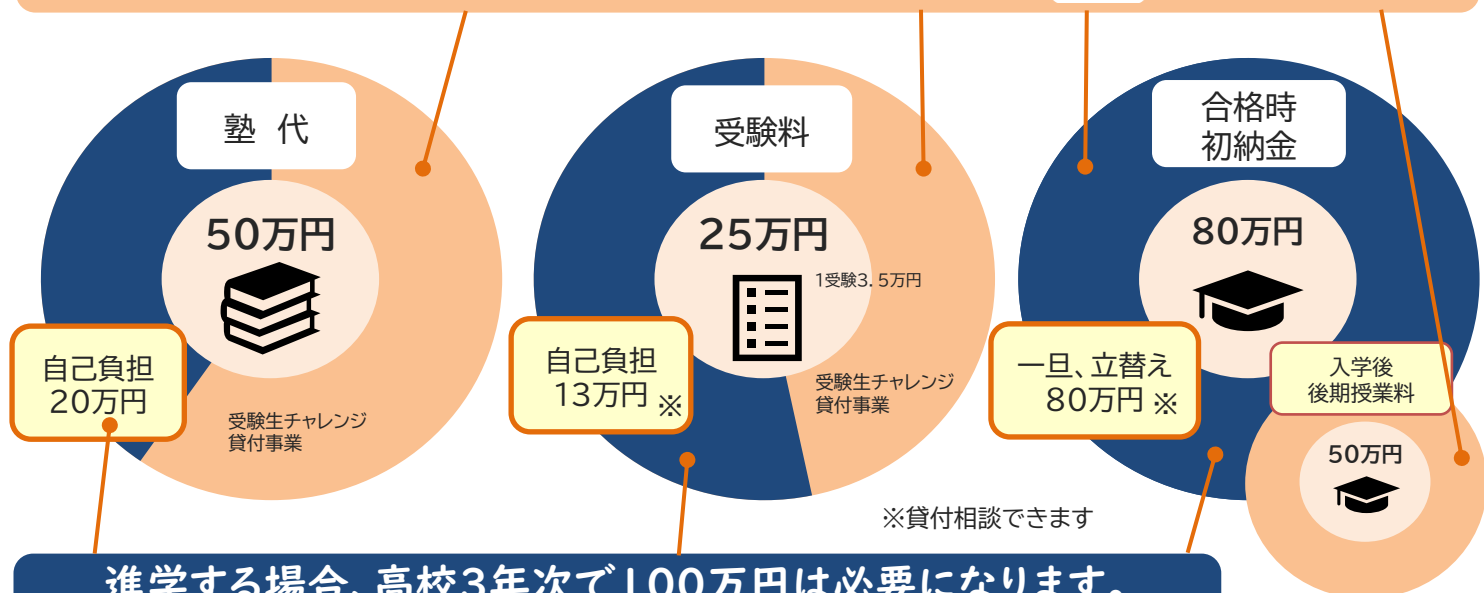 塾 代
50万円
自己負担
20万円
受験生チャレンジ
貸付事業
受験料
25万円
1受験3.5万円
自己負担
13万円 ※
受験生チャレンジ
貸付事業
合格時
初納金
80万円
一旦、立替え
80万円 ※
入学後
後期授業料
50万円
※貸付相談できます
進学する場合、高校3年次で100万円は必要になります。